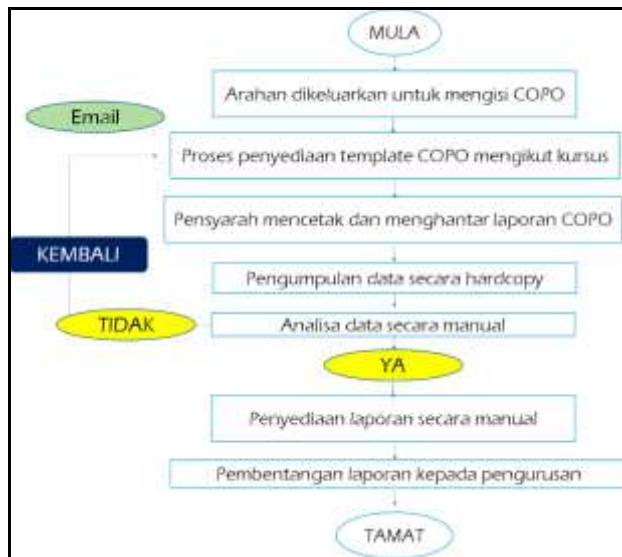 MULA
Arahan dikeluarkan untuk mengisi COPO
Email
Proses penyediaan template COPO mengikut kursus
Pensyarah mencetak dan menghantar laporan COPO
KEMBALI
Pengumpulan data secara hardcopy
TIDAK
Analisa data secara manual
YA
Penyediaan laporan secara manual
Pembentangan laporan kepada pengurusan
TAMAT